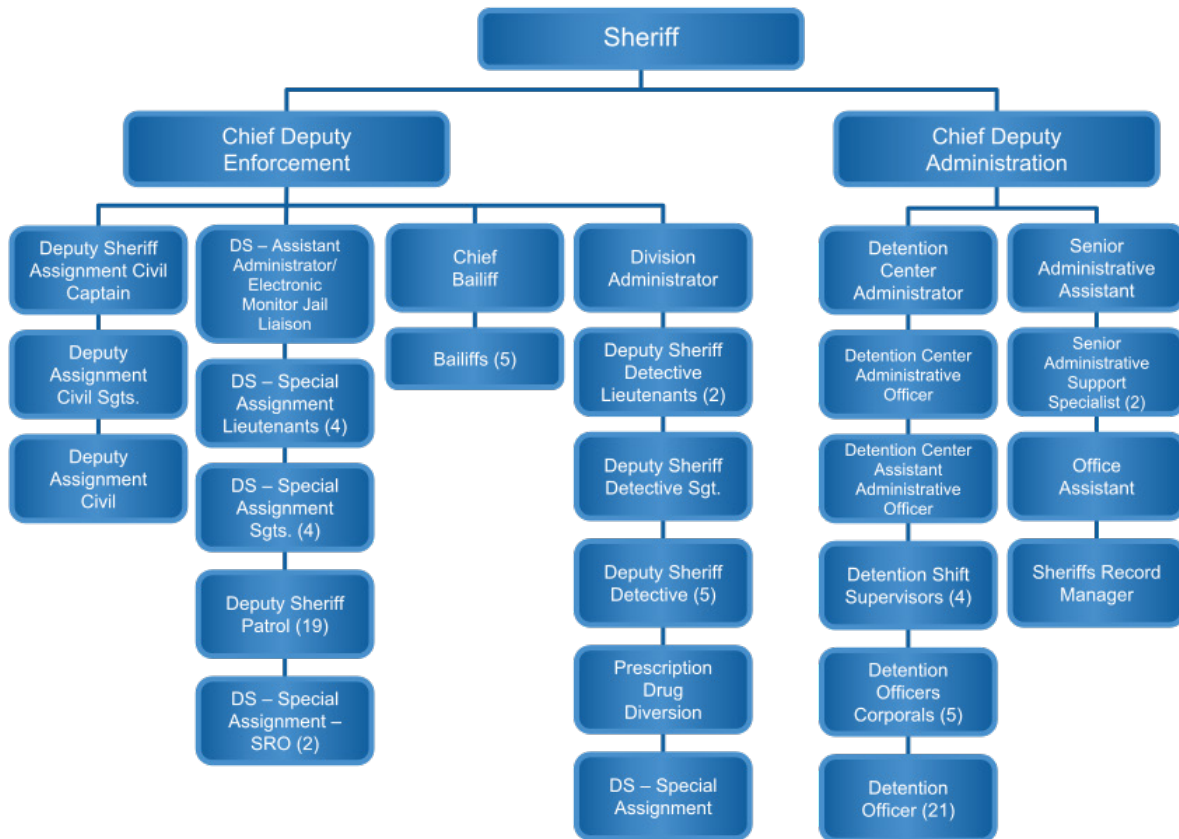 Sheriff
Chief Deputy
Enforcement
Chief Deputy
Administration
Deputy Sheriff
Assignment Civil
Captain
Deputy
Assignment
Civil Sgts.
Deputy
Assignment
Civil
DS – Assistant
Administrator/
Electronic
Monitor Jail
Liaison
DS – Special
Assignment
Lieutenants (4)
DS – Special
Assignment
Sgts. (4)
Deputy Sheriff
Patrol (19)
DS – Special
Assignment –
SRO (2)
Chief
Bailiff
Bailiffs (5)
Division
Administrator
Deputy Sheriff
Detective
Lieutenants (2)
Deputy Sheriff
Detective Sgt.
Deputy Sheriff
Detective (5)
Prescription
Drug
Diversion
DS – Special
Assignment
Detention
Center
Administrator
Detention Center
Administrative
Officer
Detention Center
Assistant
Administrative
Officer
Detention Shift
Supervisors (4)
Detention
Officers
Corporals (5)
Detention
Officer (21)
Senior
Administrative
Assistant
Senior
Administrative
Support
Specialist (2)
Office
Assistant
Sheriffs Record
Manager